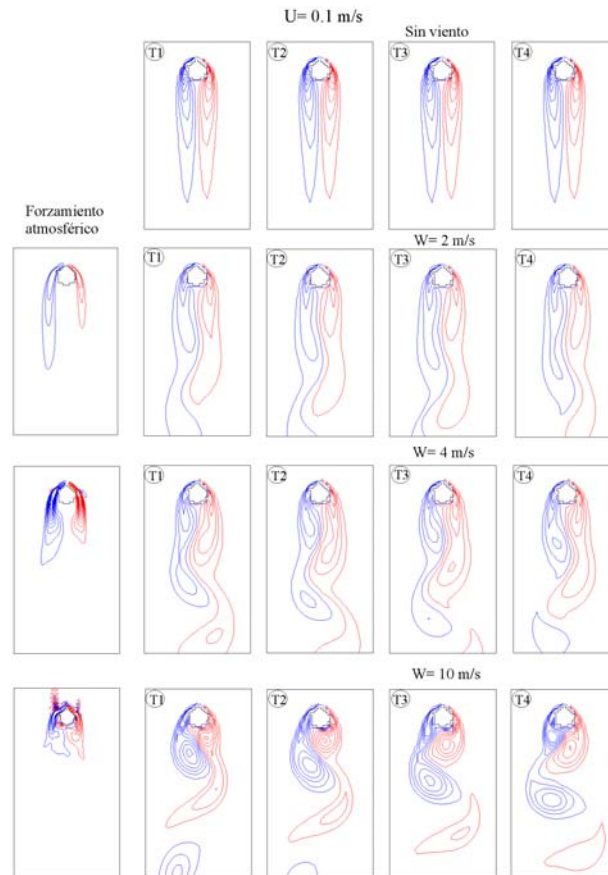 U= 0.1 m/s
Sin viento
T1 T2 T3 T4
Forzamiento
atmosférico
W= 2 m/s
T1 T2 T3 T4
W= 4 m/s
T1 T2 T3 T4
W= 10 m/s
T1 T2 T3 T4